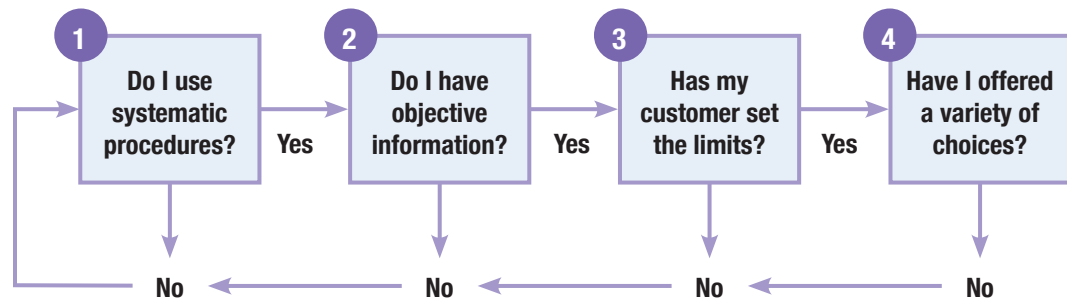 1
Do I use
systematic
procedures?
Yes
2
Do I have
objective
information?
Yes
3
Has my
customer set
the limits?
Yes
4
Have I offered
a variety of
choices?
No
No
No
No